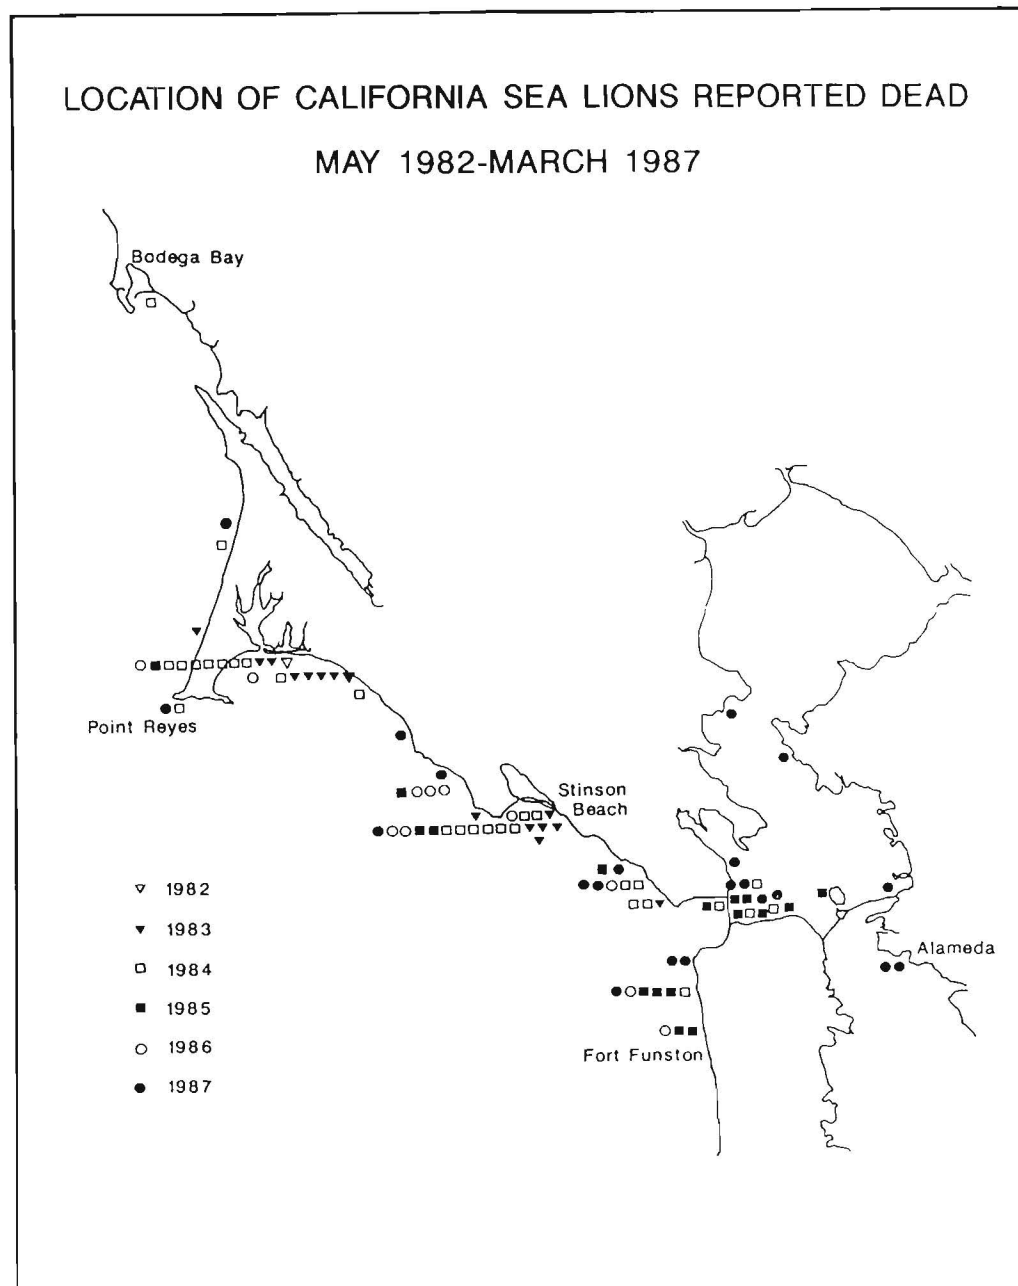 LOCATION OF CALIFORNIA SEA LIONS REPORTED DEAD
MAY 1982-MARCH 1987
Bodega Bay
Point Reyes
Stinson
Beach
1982
1983
1984
1985
1986
1987
Alameda
Fort Funston